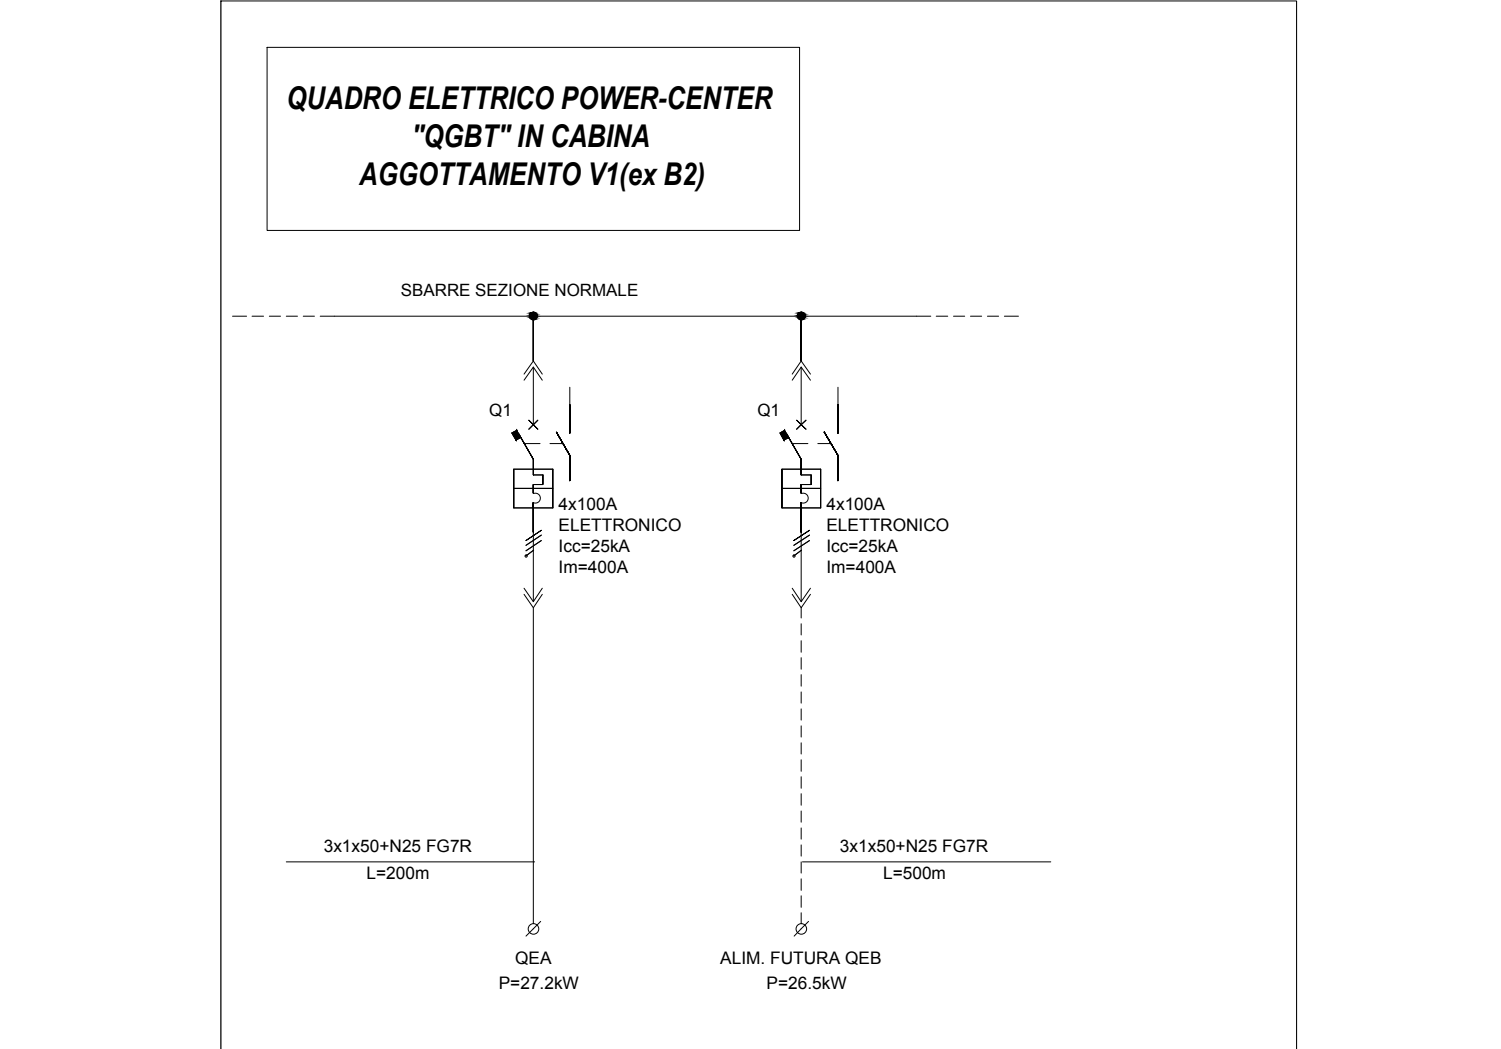 QUADRO ELETTRICO POWER-CENTER
"QGBT" IN CABINA
AGGOTTAMENTO V1(ex B2)
SBARRE SEZIONE NORMALE
Q1
4x100A
ELETTRONICO
Icc=25kA
Im=400A
3x1x50+N25 FG7R
L=200m
QEA
P=27.2kW
Q1
4x100A
ELETTRONICO
Icc=25kA
Im=400A
3x1x50+N25 FG7R
L=500m
ALIM. FUTURA QEB
P=26.5kW